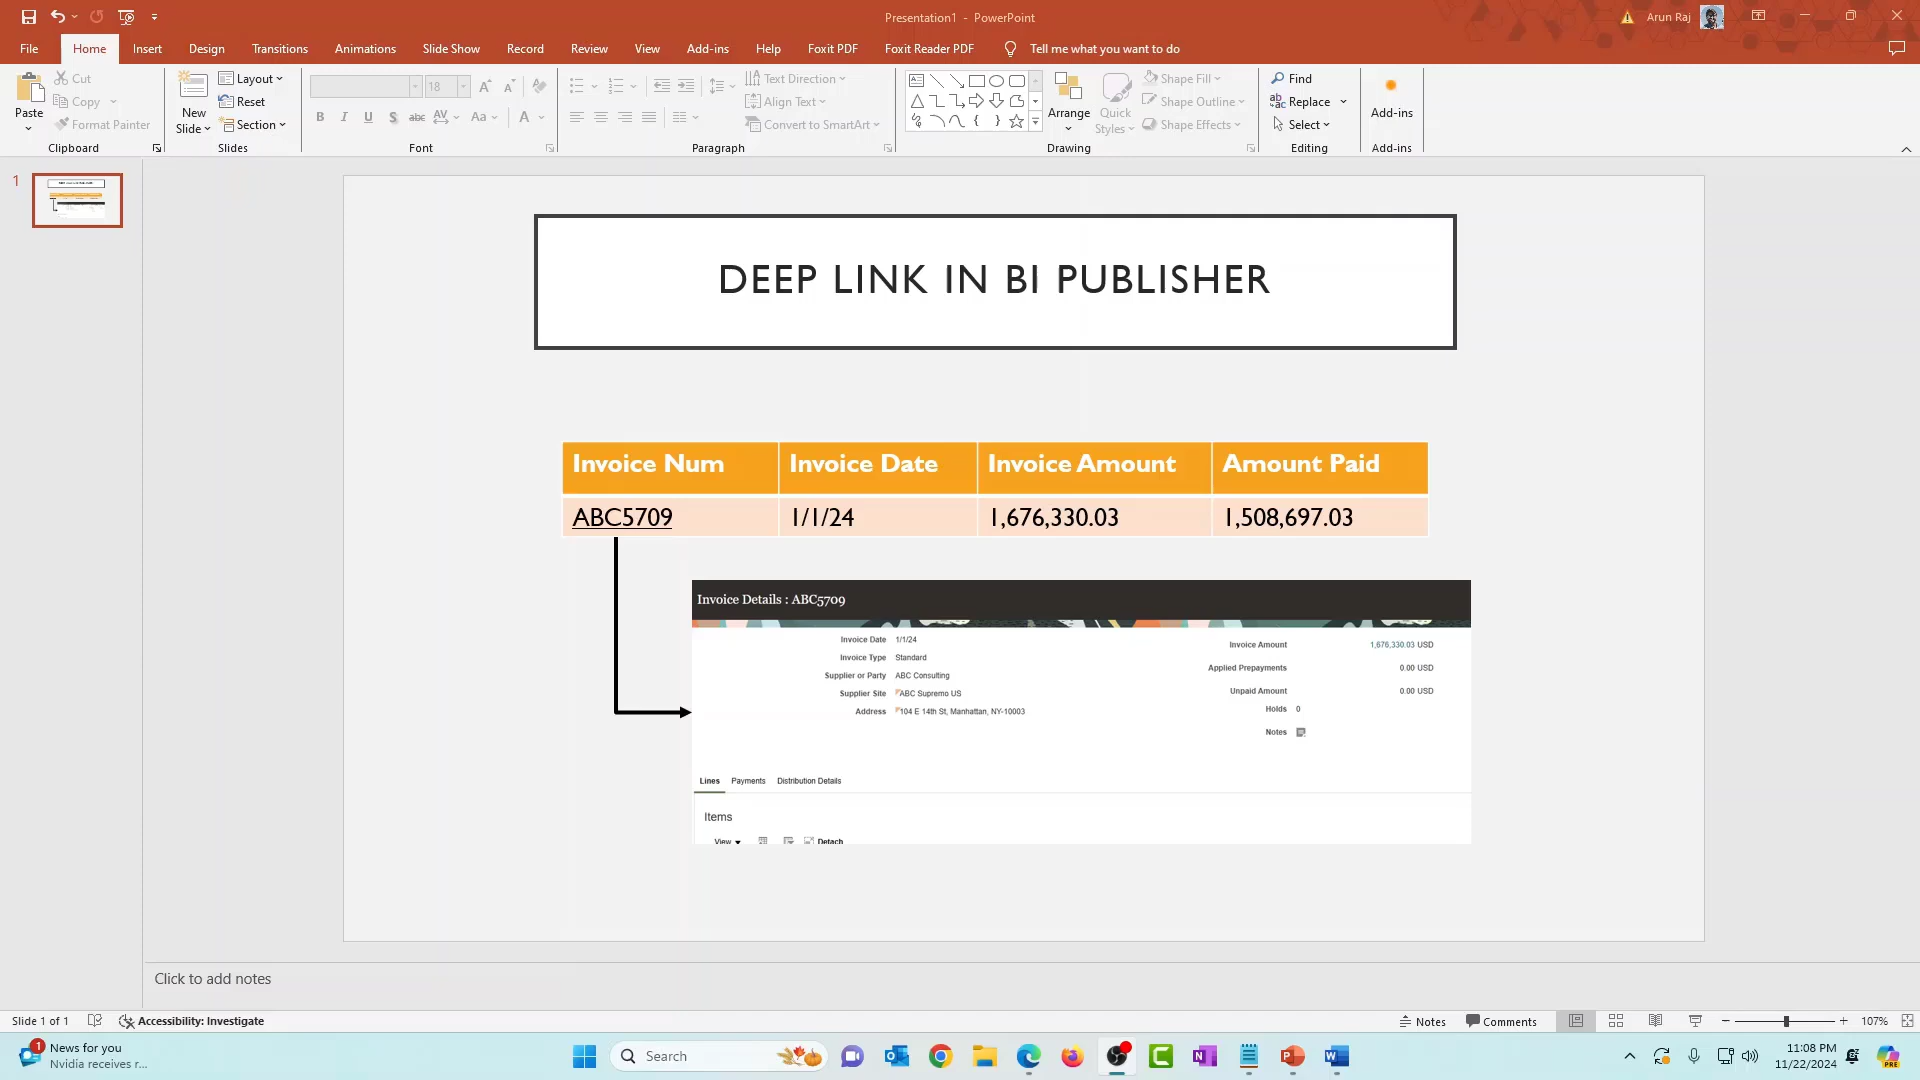 Presentation1 - PowerPoint
Arun Raj
File Home Insert Design Transitions Animations Slide Show Record Review View Add-ins Help Foxit PDF Foxit Reader PDF Tell me what you want to do
Paste
Cut
Copy
Format Painter
Clipboard
New Slide
Layout
Reset
Section
Slides
18
B I U S abc AV Aa A
Font
Text Direction
Align Text
Convert to SmartArt
Paragraph
Arrange
Quick Styles
Shape Fill
Shape Outline
Shape Effects
Drawing
Find
Replace
Select
Editing
Add-ins
Add-ins
1
DEEP LINK IN BI PUBLISHER
Invoice Num Invoice Date Invoice Amount Amount Paid
ABC5709 1/1/24 1,676,330.03 1,508,697.03
Invoice Details : ABC5709
Invoice Date 1/1/24
Invoice Type Standard
Supplier or Party ABC Consulting
Supplier Site ABC Supremo US
Address 104 E 14th St, Manhattan, NY-10003
Invoice Amount 1,676,330.03 USD
Applied Prepayments 0.00 USD
Unpaid Amount 0.00 USD
Holds 0
Notes
Lines Payments Distribution Details
Items
View Detach
Click to add notes
Slide 1 of 1 Accessibility: Investigate Notes Comments 107%
1
News for you
Nvidia receives r...
Search
11:08 PM
11/22/2024